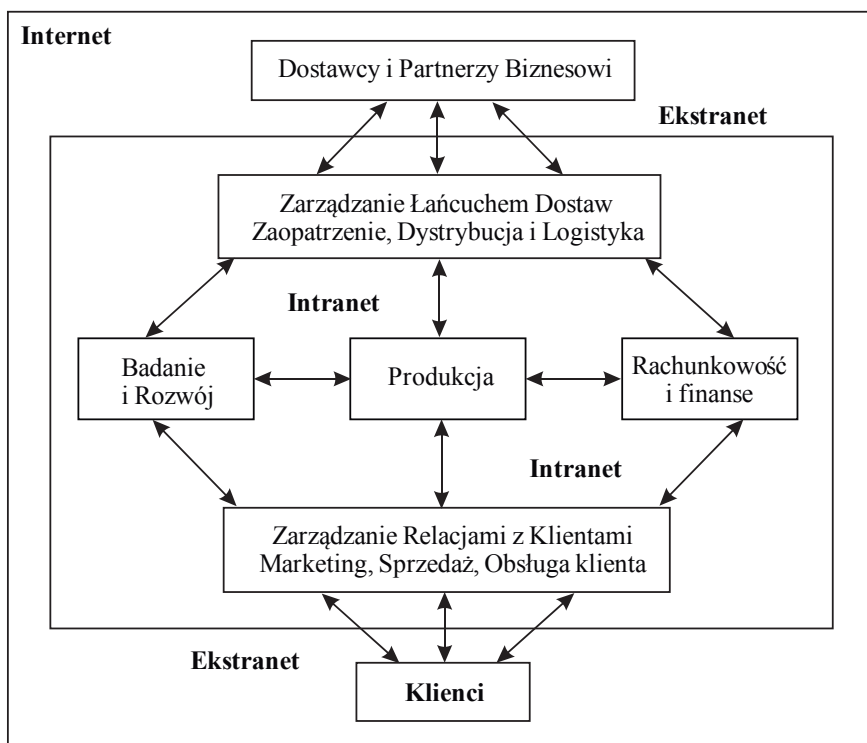 Internet
Dostawcy i Partnerzy Biznesowi
Ekstranet
Zarządzanie Łańcuchem Dostaw
Zaopatrzenie, Dystrybucja i Logistyka
Intranet
Badanie
i Rozwój
Produkcja
Rachunkowość
i finanse
Intranet
Zarządzanie Relacjami z Klientami
Marketing, Sprzedaż, Obsługa klienta
Ekstranet
Klienci